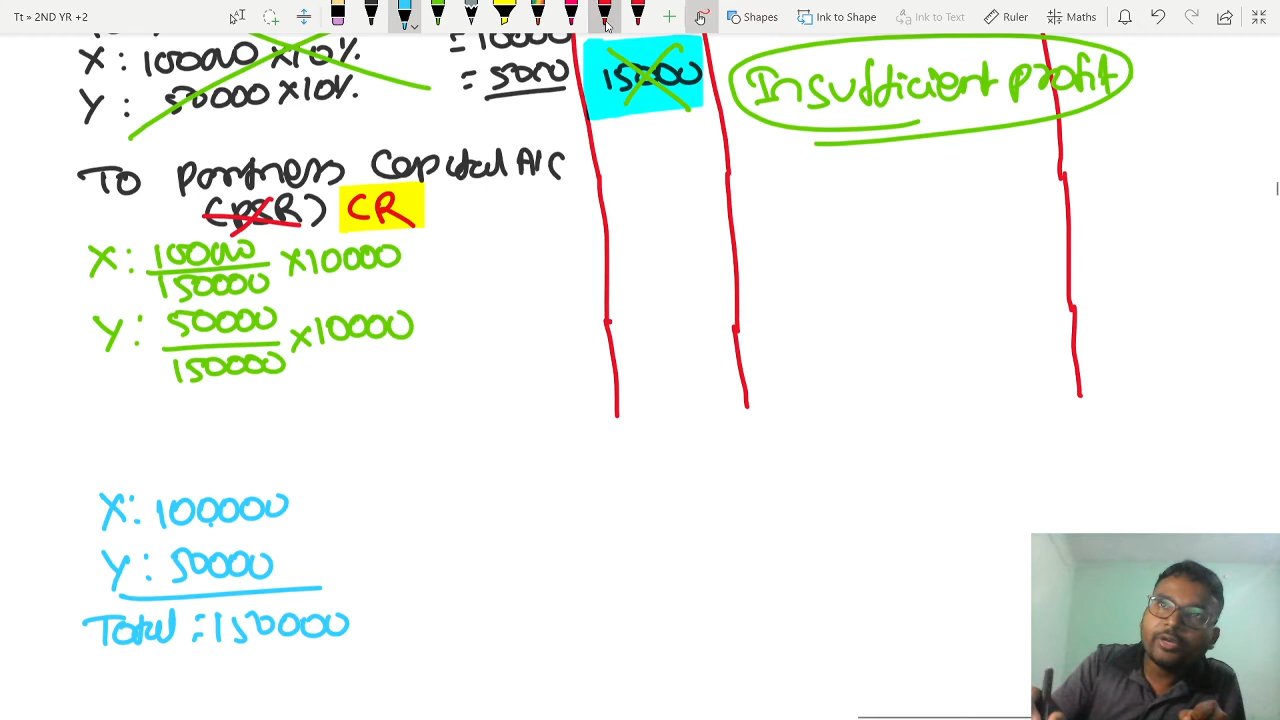 Tt » 2ND YR +2
Shapes
Ink to Shape
Ink to Text
Ruler
Maths
X : 100000 × 10% = 10000
Y : 50000 × 10% = 5000 15000 Insufficient profit
To Partners Capital A/C
(PSR) CR
X : 100000/150000 × 10000
Y : 50000/150000 × 10000
X : 100000
Y : 50000
Total = 150000